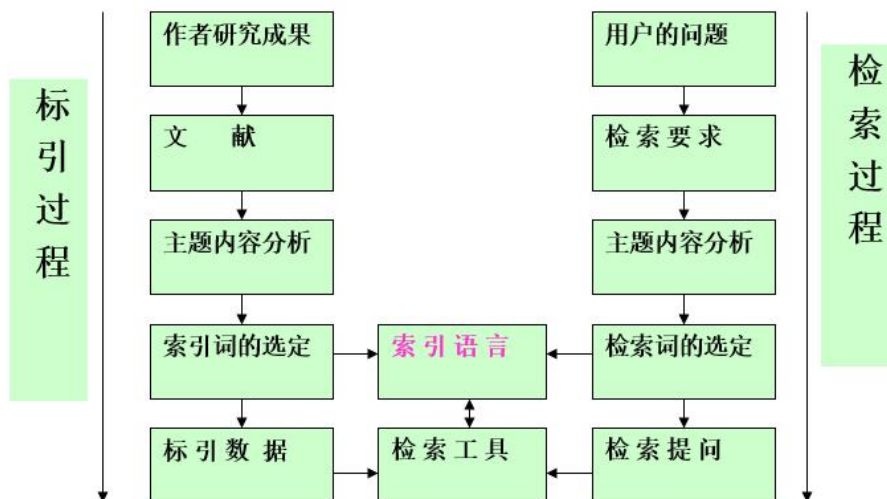 标引过程
作者研究成果
文 献
主题内容分析
索引词的选定
标引数据
索引语言
检索工具
用户的问题
检索要求
主题内容分析
检索词的选定
检索提问
检索过程